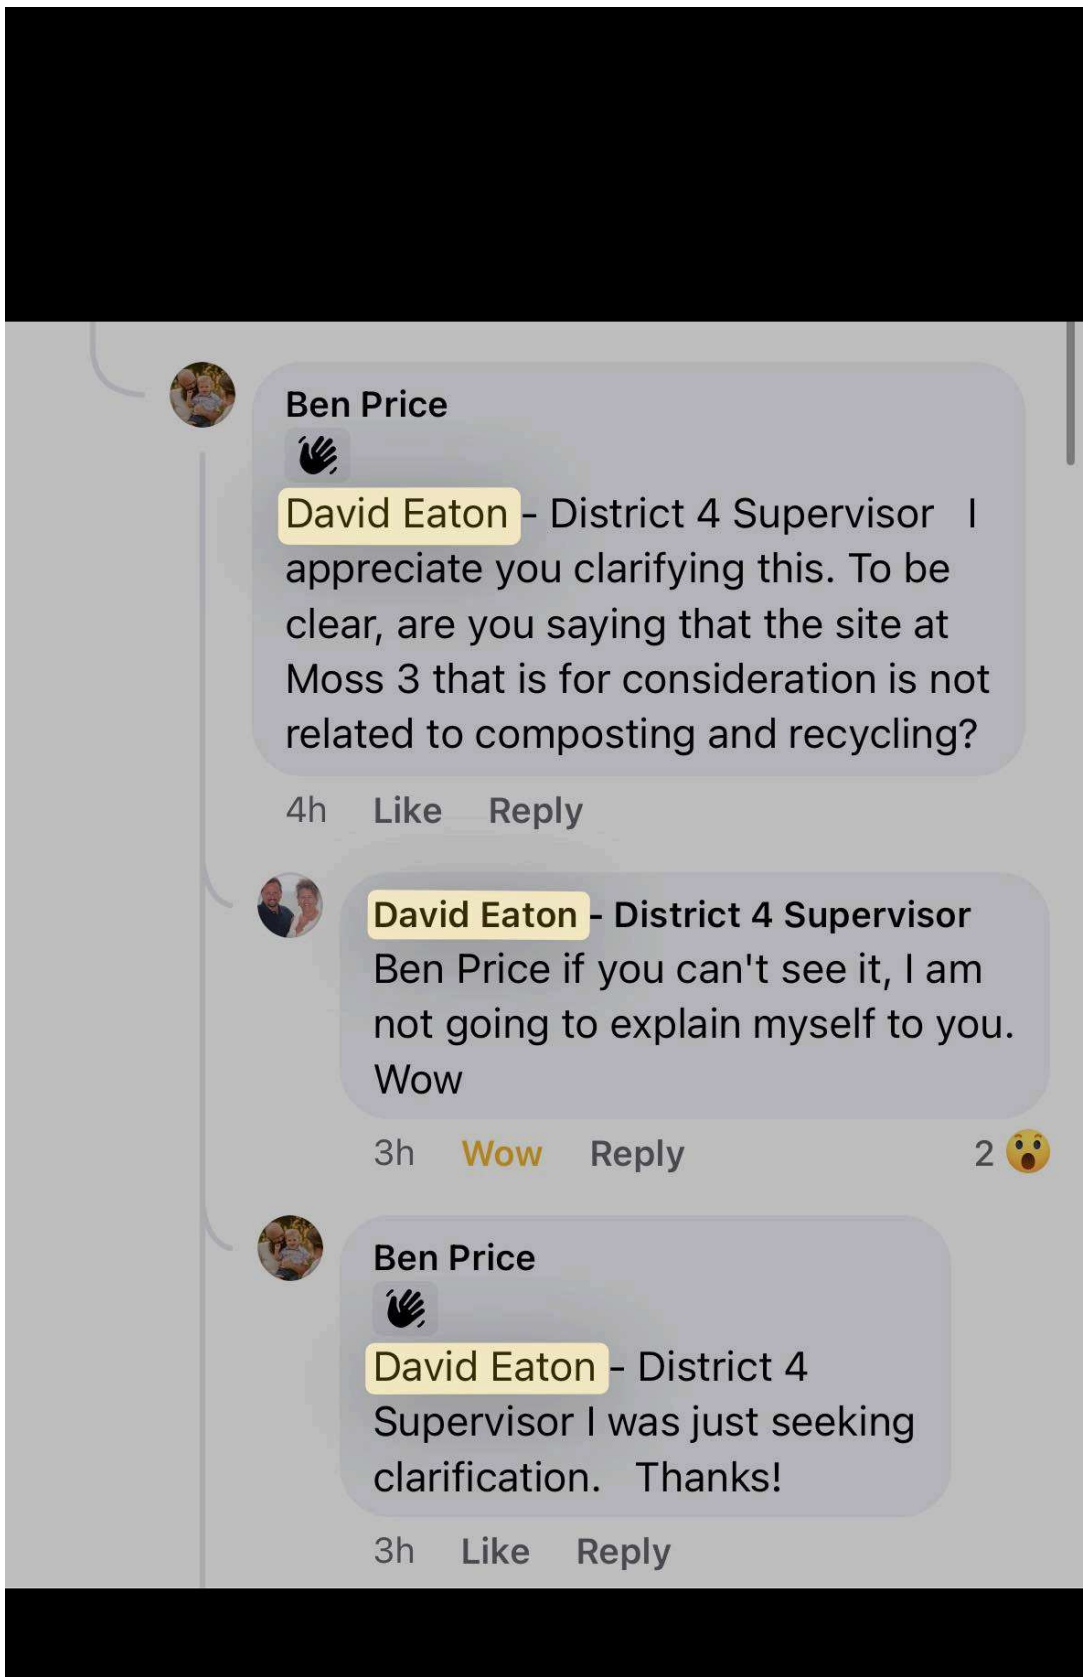 Ben Price
David Eaton - District 4 Supervisor I
appreciate you clarifying this. To be
clear, are you saying that the site at
Moss 3 that is for consideration is not
related to composting and recycling?
4h Like Reply
David Eaton - District 4 Supervisor
Ben Price if you can't see it, I am
not going to explain myself to you.
Wow
3h Wow Reply 2
Ben Price
David Eaton - District 4
Supervisor I was just seeking
clarification. Thanks!
3h Like Reply